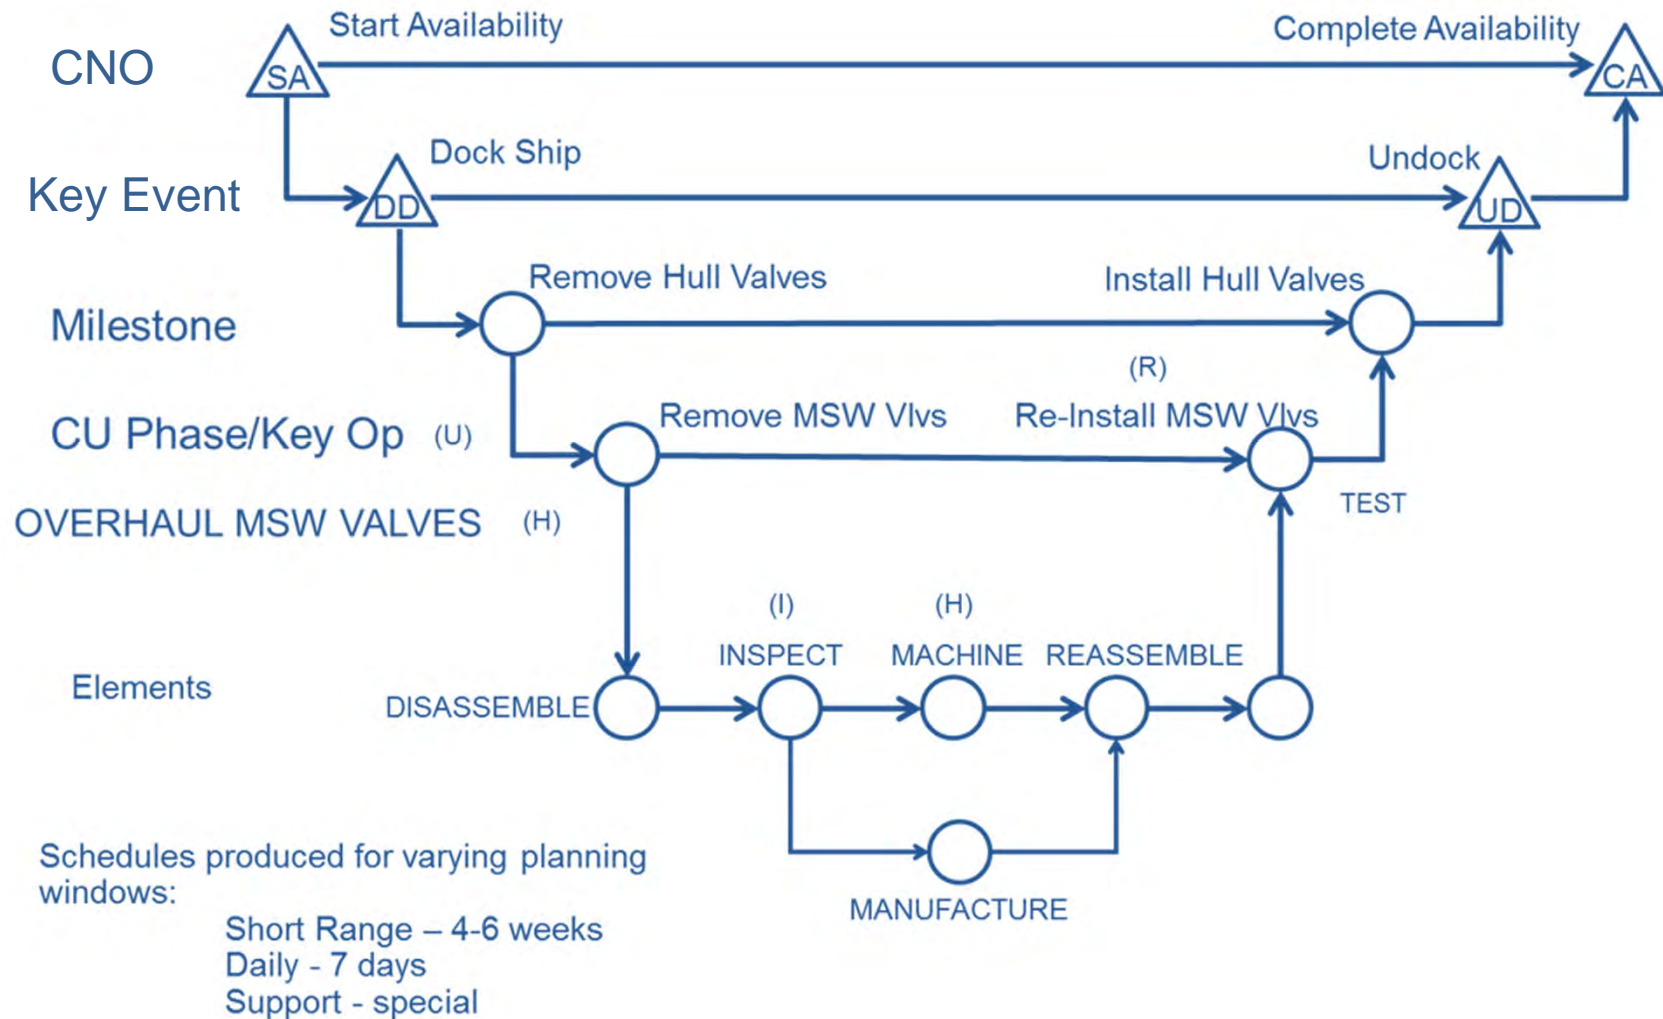 CNO
SA
Start Availability
Complete Availability
CA
Key Event
DD
Dock Ship
Undock
UD
Milestone
Remove Hull Valves
Install Hull Valves
CU Phase/Key Op (U)
Remove MSW Vlvs
(R)
Re-Install MSW Vlvs
TEST
OVERHAUL MSW VALVES (H)
(I)
(H)
INSPECT
MACHINE
REASSEMBLE
Elements
DISASSEMBLE
MANUFACTURE
Schedules produced for varying planning
windows:
Short Range – 4-6 weeks
Daily - 7 days
Support - special